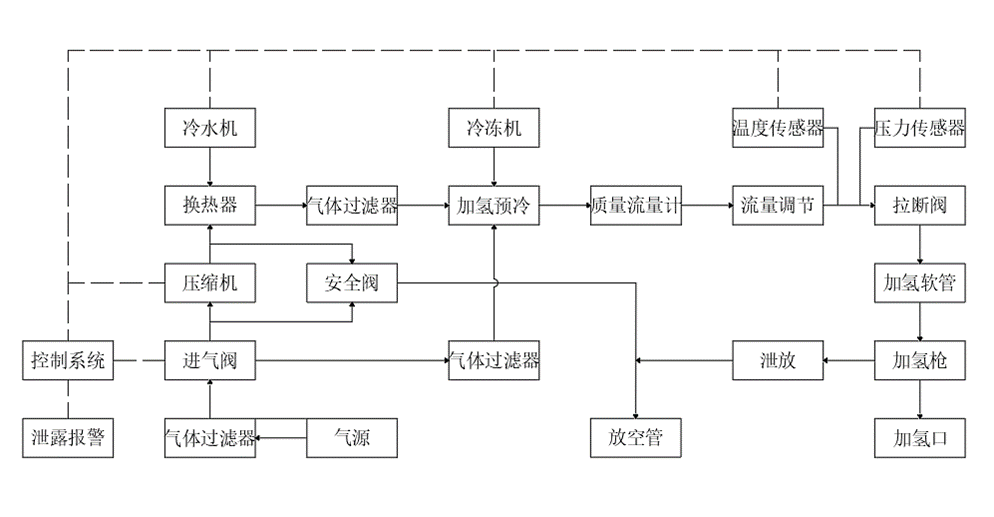 冷水机
冷冻机
温度传感器
压力传感器
换热器
气体过滤器
加氢预冷
质量流量计
流量调节
拉断阀
压缩机
安全阀
加氢软管
控制系统
进气阀
气体过滤器
泄放
加氢枪
泄露报警
气体过滤器
气源
放空管
加氢口